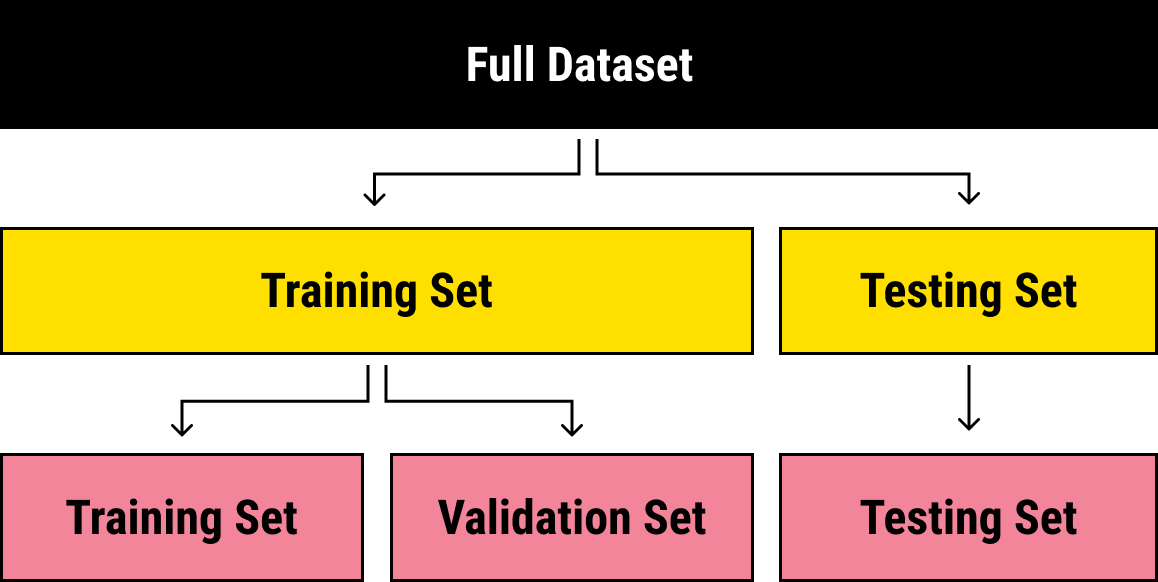 Full Dataset
Training Set
Testing Set
Training Set
Validation Set
Testing Set